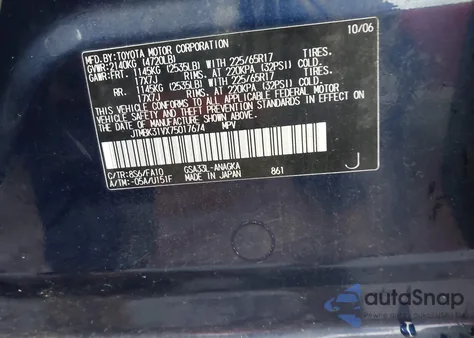 10/06
MFD.BY: TOYOTA MOTOR CORPORATION
GVWR: 2140KG (4720LB)
GAWR:FRT. 1145KG (2535LB) WITH 225/65R17 TIRES.
17X7J RIMS. AT 220KPA (32PSI) COLD.
RR. 1145KG (2535LB) WITH 225/65R17 TIRES.
17X7J RIMS. AT 220KPA (32PSI) COLD.
THIS VEHICLE CONFORMS TO ALL APPLICABLE FEDERAL MOTOR
VEHICLE SAFETY AND THEFT PREVENTION STANDARDS IN EFFECT
ON THE DATE OF MANUFACTURE SHOWN ABOVE.
JTMBK31VX75017674 MPV
C/TR: 8S6/FA10 GSA33L-ANAGKA
A/TM: -05A/U151F MADE IN JAPAN 861
J
autoSnap